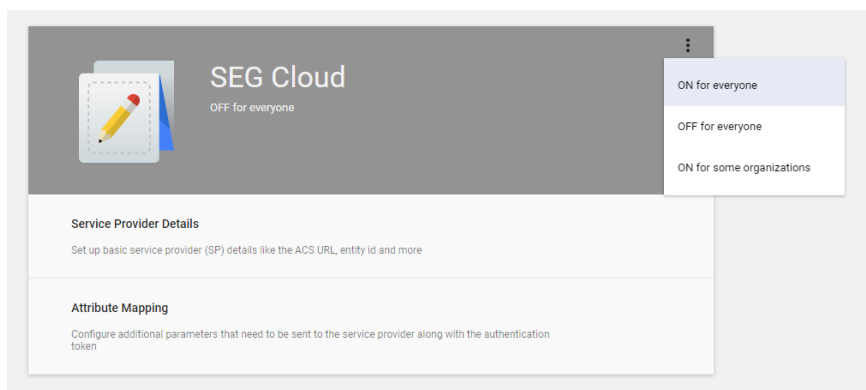 SEG Cloud
OFF for everyone
ON for everyone
OFF for everyone
ON for some organizations
Service Provider Details
Set up basic service provider (SP) details like the ACS URL, entity id and more
Attribute Mapping
Configure additional parameters that need to be sent to the service provider along with the authentication
token